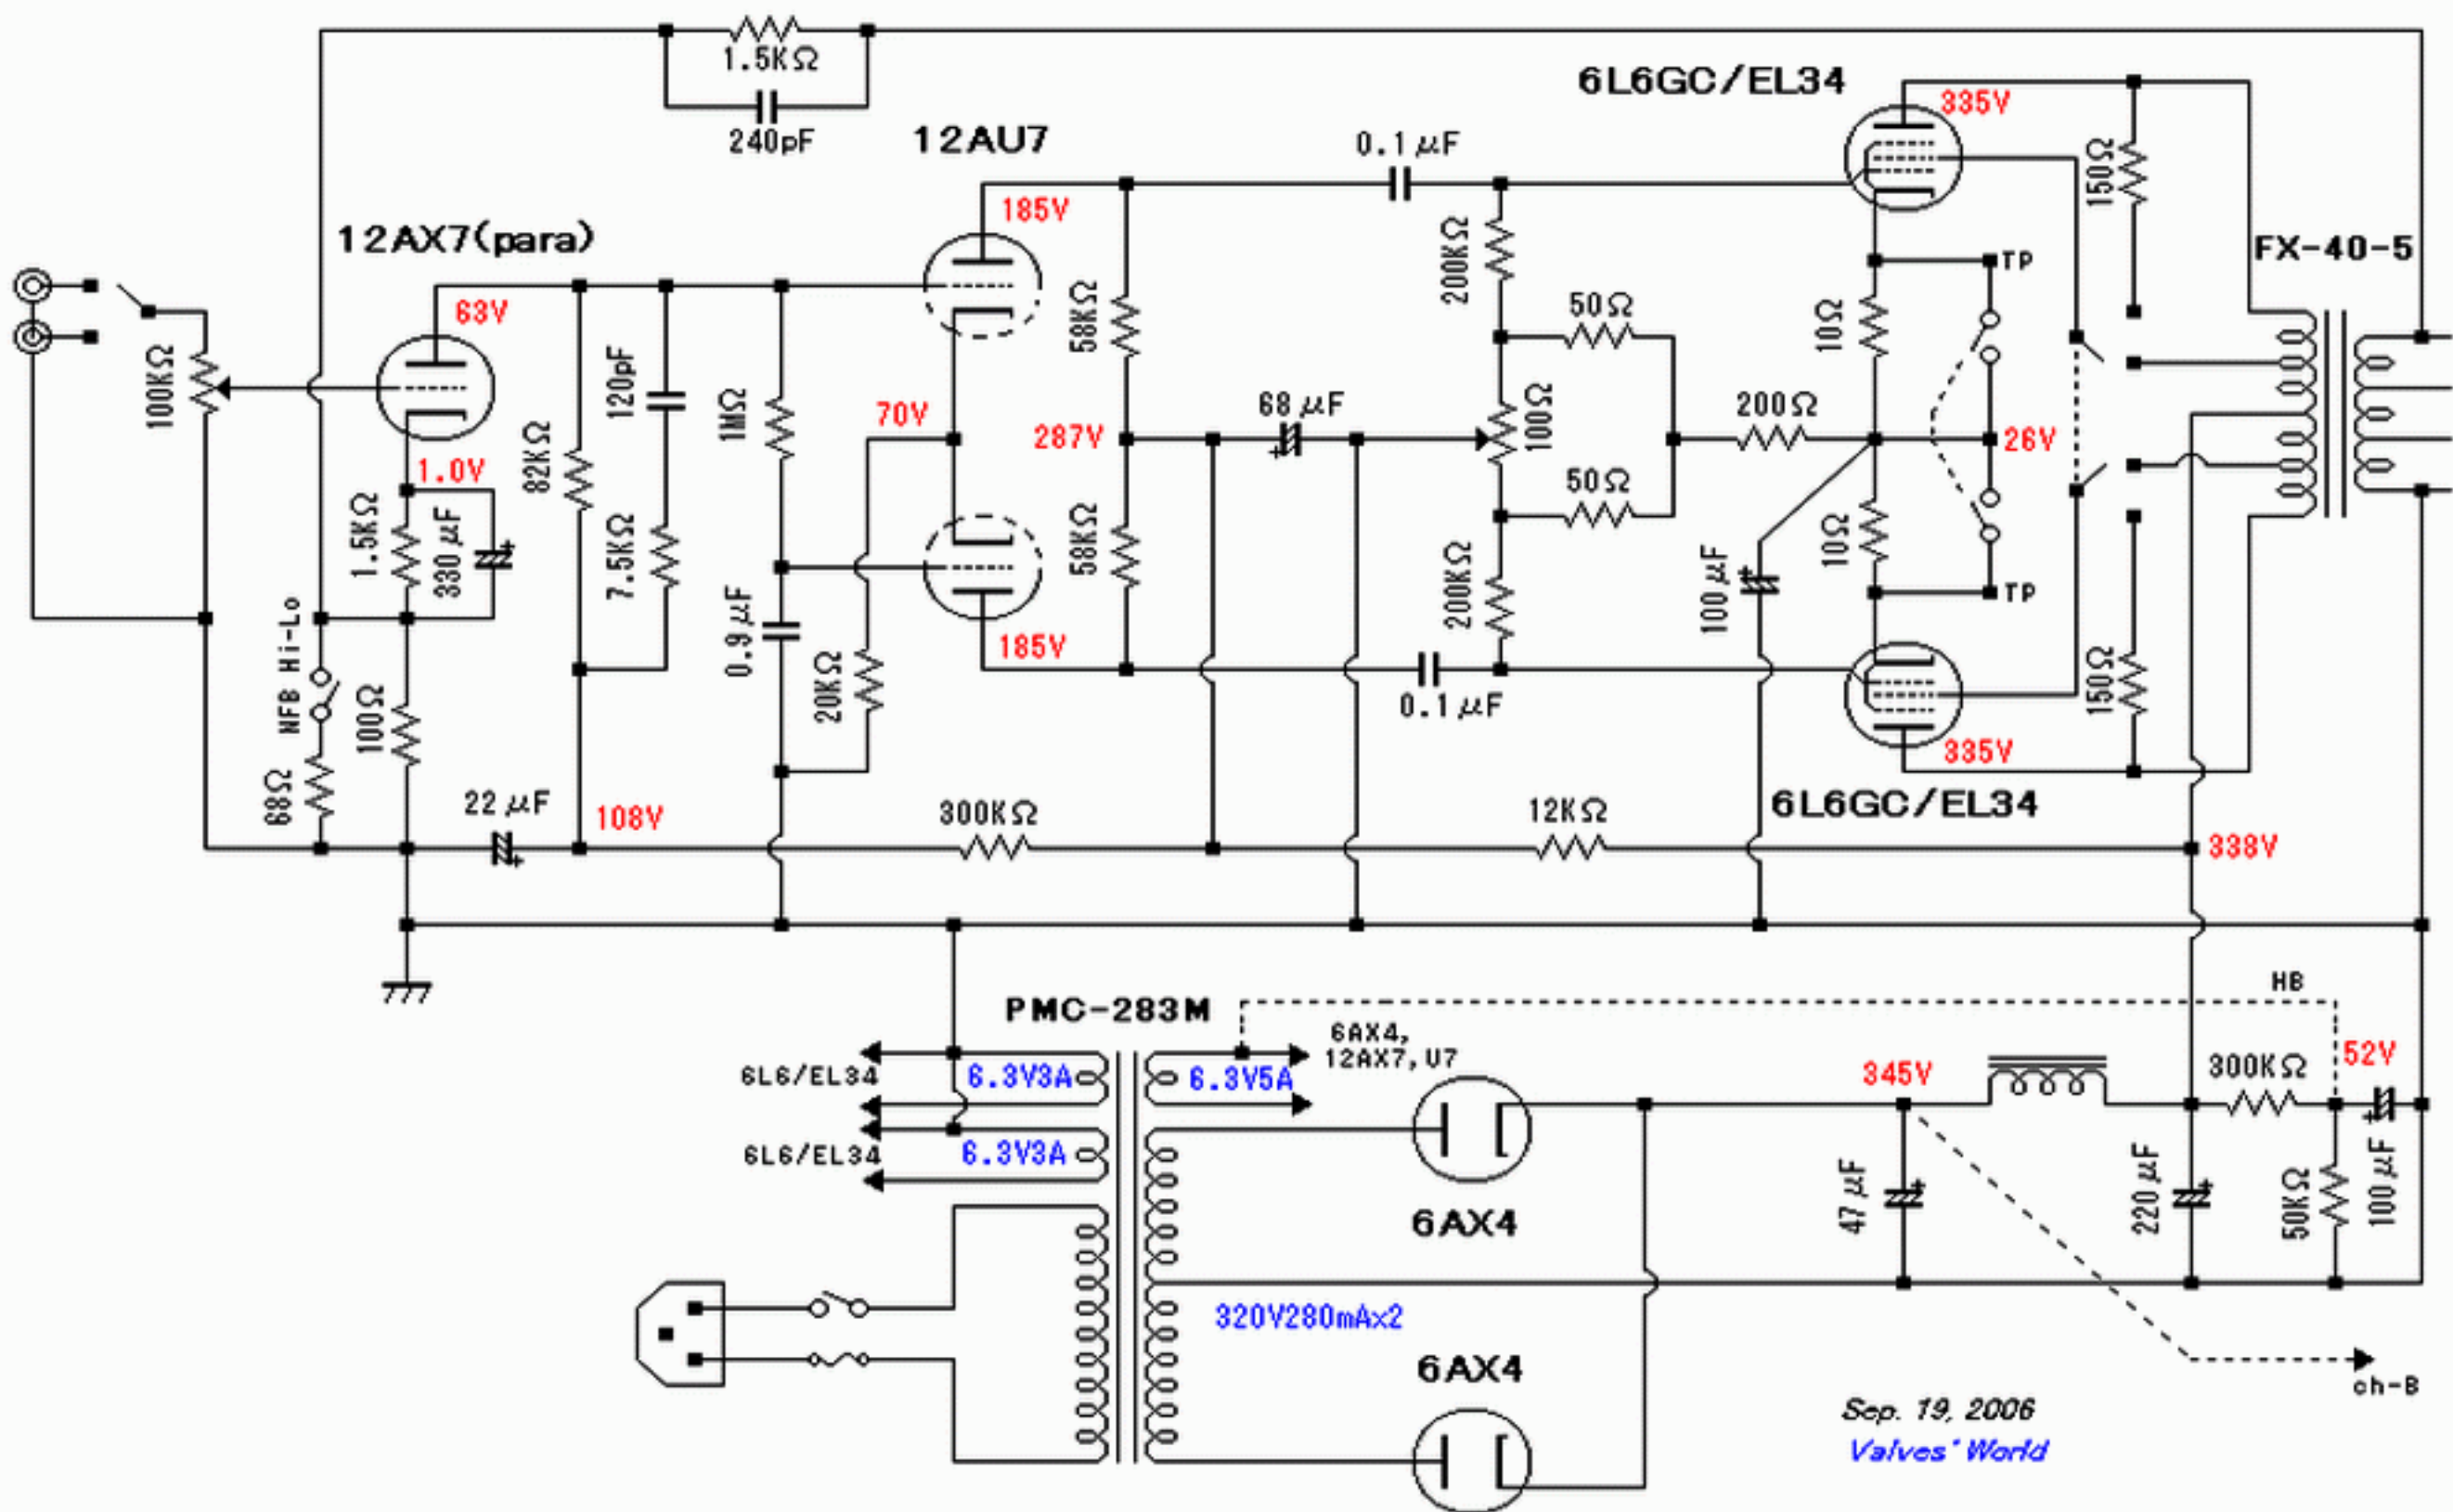 1.5KΩ
240pF
6L6GC/EL34
335V
12AU7
0.1μF
150Ω
185V
12AX7(para)
200KΩ
TP
FX-40-5
63V
58KΩ
50Ω
10Ω
100KΩ
120pF
1MΩ
70V
287V
68μF
100Ω
200Ω
26V
82KΩ
1.0V
50Ω
1.5KΩ
330μF
7.5KΩ
58KΩ
200KΩ
100μF
10Ω
TP
NFB Hi-Lo
0.9μF
185V
20KΩ
0.1μF
150Ω
335V
68Ω
100Ω
22μF
108V
300KΩ
12KΩ
6L6GC/EL34
338V
PMC-283M
HB
6AX4,
12AX7,U7
6L6/EL34
6.3V3A
6.3V5A
345V
300KΩ
52V
6L6/EL34
6.3V3A
6AX4
47μF
220μF
50KΩ
100μF
320V280mAx2
6AX4
ch-B
Sep. 19, 2006
Valves' World